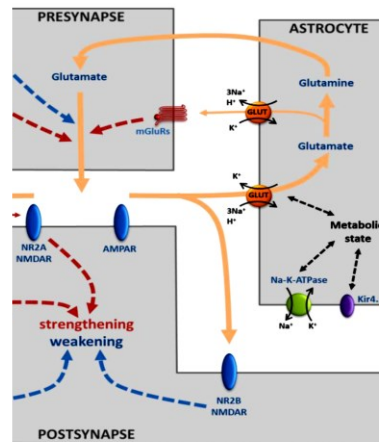 PRESYNAPSE
ASTROCYTE
Glutamate
Glutamine
3Na⁺
H⁺
GLUT
K⁺
mGluRs
Glutamate
K⁺
GLUT
3Na⁺
H⁺
Metabolic
state
NR2A
NMDAR
AMPAR
Na-K-ATPase
Kir4.
Na⁺
K⁺
strengthening
weakening
NR2B
NMDAR
POSTSYNAPSE